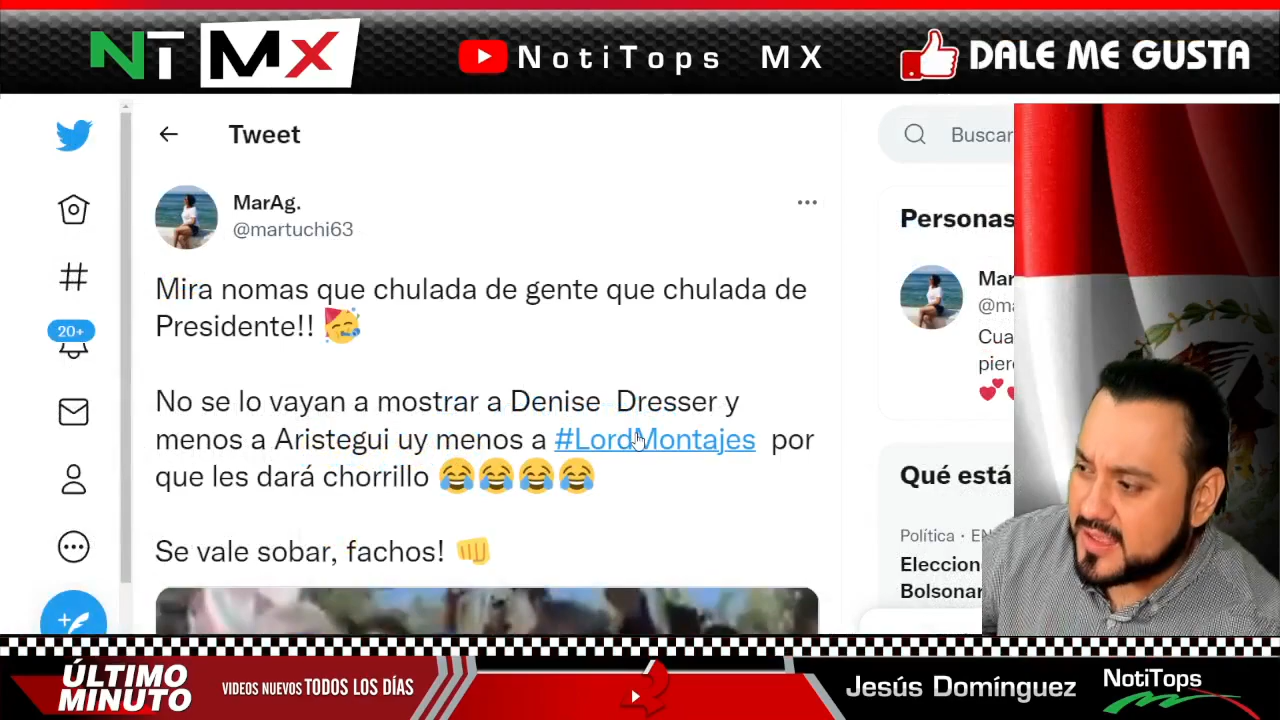 NT MX
NotiTops MX
DALE ME GUSTA
Tweet
Buscar
MarAg.
@martuchi63
Mira nomas que chulada de gente que chulada de
Presidente!! 🥳
No se lo vayan a mostrar a Denise Dresser y
menos a Aristegui uy menos a #LordMontajes por
que les dará chorrillo 😂😂😂😂
Se vale sobar, fachos! 👊
20+
Personas
Mar
@ma
Cua
pier
💕
Qué está
Política · EN
Eleccion
Bolsonar
ÚLTIMO
MINUTO
VIDEOS NUEVOS TODOS LOS DÍAS
Jesús Domínguez
NotiTops